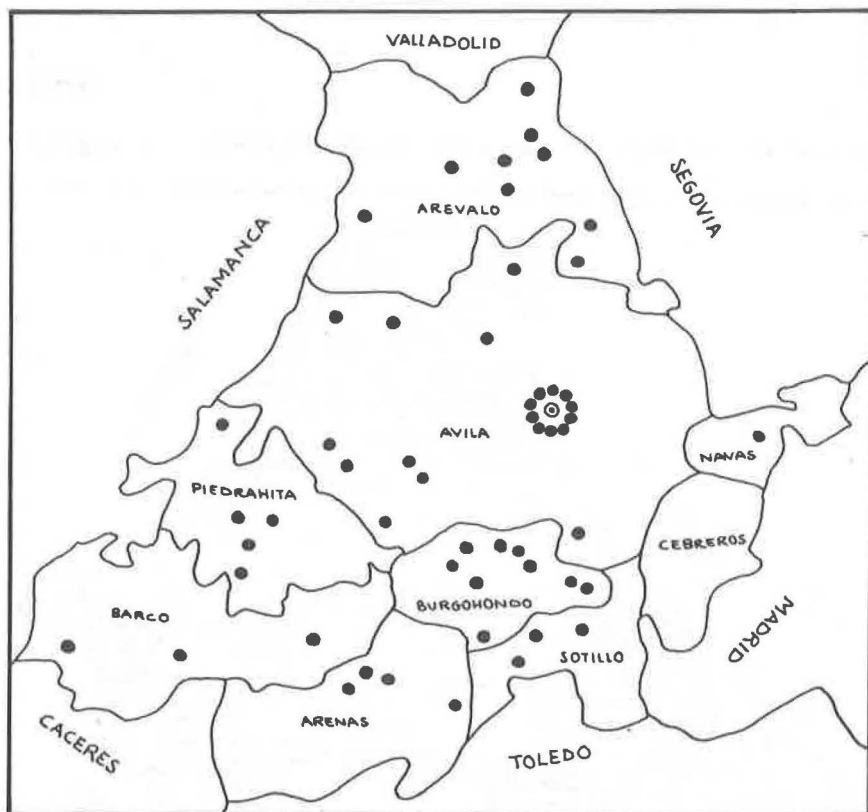 VALLADOLID
SEGOVIA
AREVALO
SALAMANCA
AVILA
NAVAS
PIEDRAHITA
CEBREROS
BURGOHONDO
BARCO
MADRID
SOTILLO
ARENAS
CACERES
TOLEDO